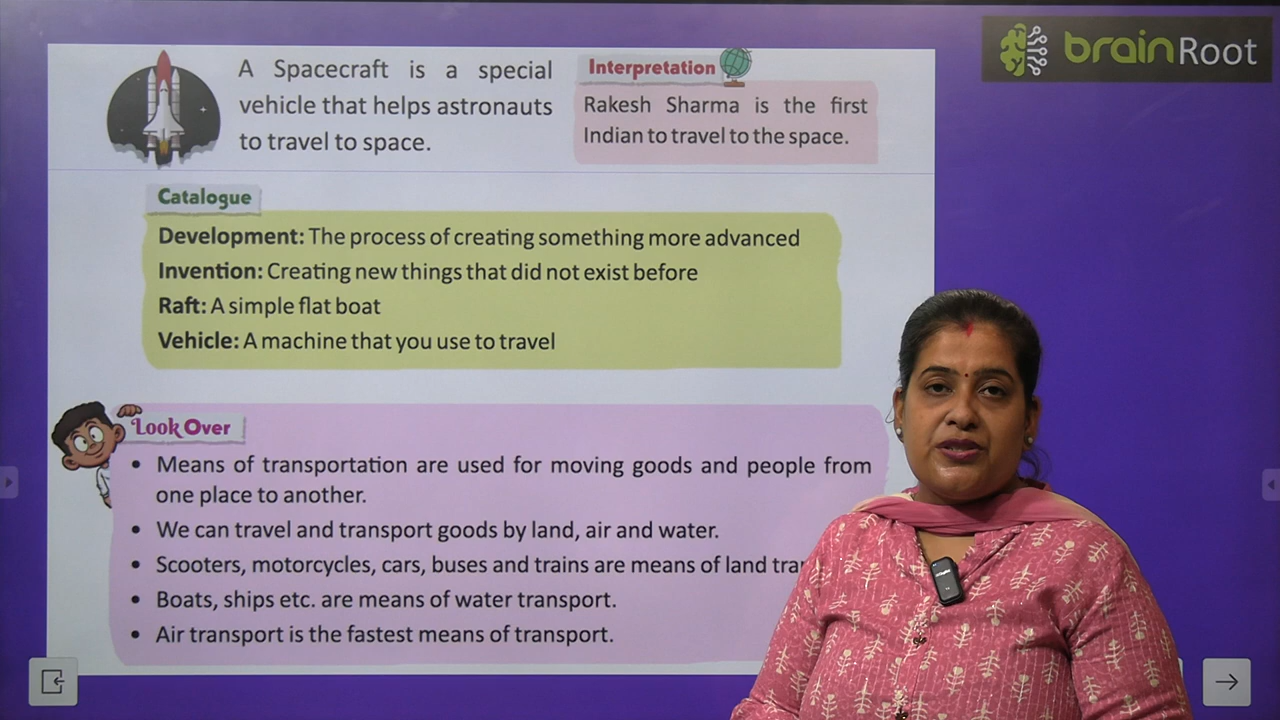 brainRoot
A Spacecraft is a special
vehicle that helps astronauts
to travel to space.
Interpretation
Rakesh Sharma is the first
Indian to travel to the space.
Catalogue
Development: The process of creating something more advanced
Invention: Creating new things that did not exist before
Raft: A simple flat boat
Vehicle: A machine that you use to travel
Look Over
• Means of transportation are used for moving goods and people from
one place to another.
• We can travel and transport goods by land, air and water.
• Scooters, motorcycles, cars, buses and trains are means of land
• Boats, ships etc. are means of water transport.
• Air transport is the fastest means of transport.